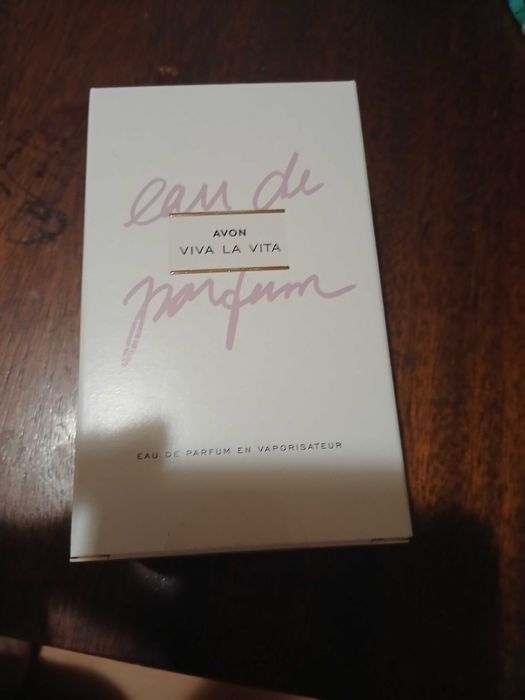 eau de
AVON
VIVA LA VITA
parfum
EAU DE PARFUM EN VAPORISATEUR